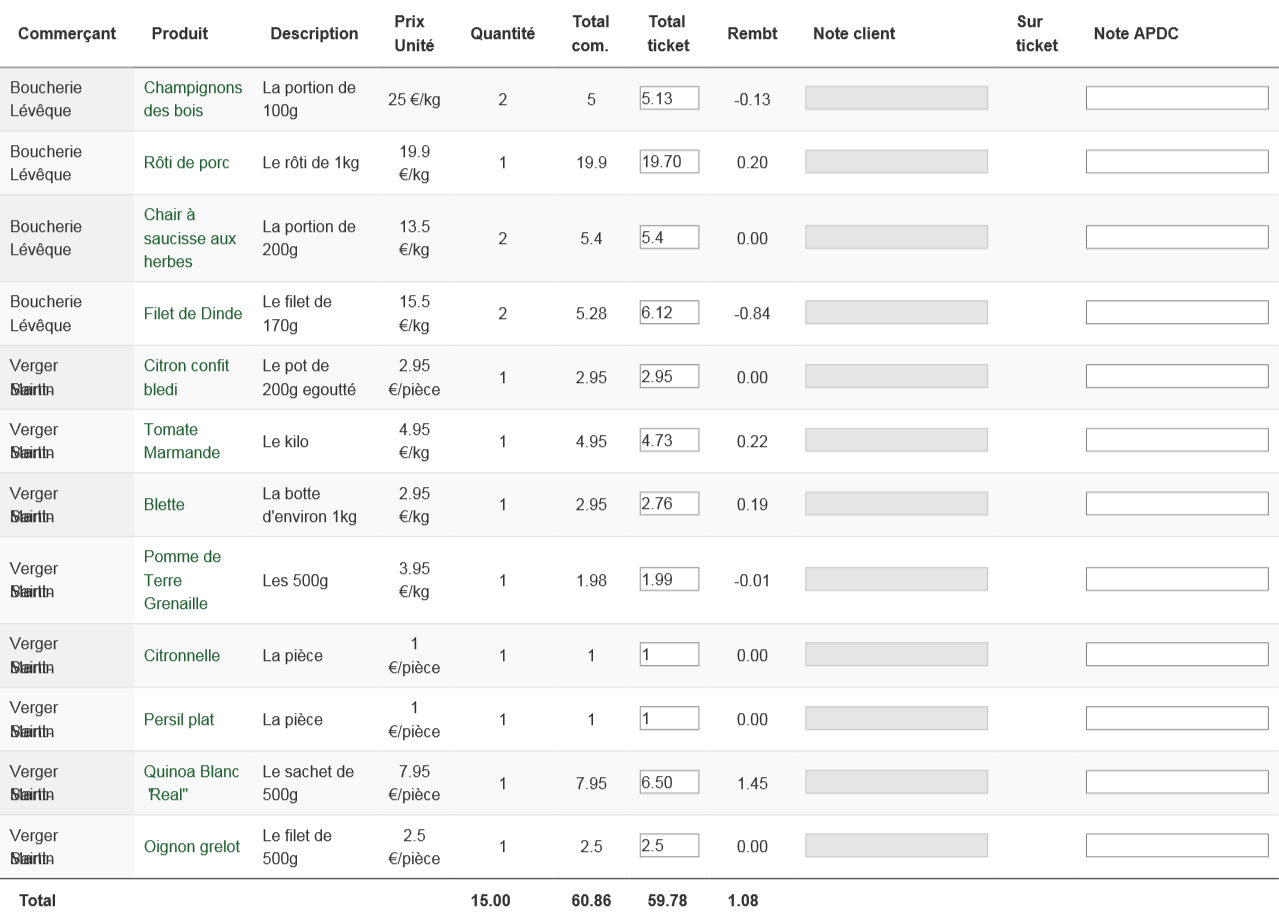 Commerçant Produit Description Prix Unité Quantité Total com. Total ticket Rembt Note client Sur ticket Note APDC
Boucherie Lévêque Champignons des bois La portion de 100g 25 €/kg 2 5 5.13 -0.13
Boucherie Lévêque Rôti de porc Le rôti de 1kg 19.9 €/kg 1 19.9 19.70 0.20
Boucherie Lévêque Chair à saucisse aux herbes La portion de 200g 13.5 €/kg 2 5.4 5.4 0.00
Boucherie Lévêque Filet de Dinde Le filet de 170g 15.5 €/kg 2 5.28 6.12 -0.84
Verger Citron confit bledi Le pot de 200g egoutté 2.95 €/pièce 1 2.95 2.95 0.00
Verger Tomate Marmande Le kilo 4.95 €/kg 1 4.95 4.73 0.22
Verger Blette La botte d'environ 1kg 2.95 €/kg 1 2.95 2.76 0.19
Verger Pomme de Terre Grenaille Les 500g 3.95 €/kg 1 1.98 1.99 -0.01
Verger Citronnelle La pièce 1 €/pièce 1 1 1 0.00
Verger Persil plat La pièce 1 €/pièce 1 1 1 0.00
Verger Quinoa Blanc "Real" Le sachet de 500g 7.95 €/pièce 1 7.95 6.50 1.45
Verger Oignon grelot Le filet de 500g 2.5 €/pièce 1 2.5 2.5 0.00
Total 15.00 60.86 59.78 1.08